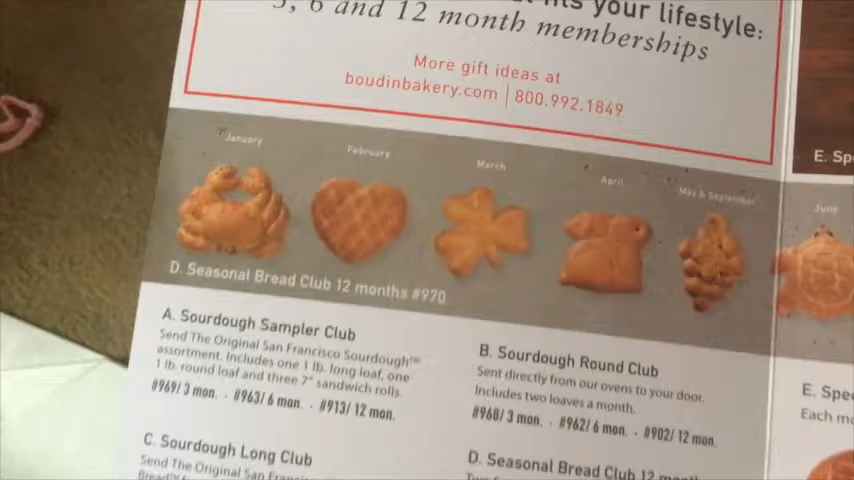 fits your lifestyle:
3, 6 and 12 month memberships
More gift ideas at
boudinbakery.com | 800.992.1849
E. Spe
January
February
March
April
May & September
June
D. Seasonal Bread Club 12 months #970
A. Sourdough Sampler Club
Send The Original San Francisco Sourdough™
assortment. Includes one 1 lb. long loaf, one
1 lb. round loaf and three 7" sandwich rolls.
#969/ 3 mon. · #963/ 6 mon. · #913/ 12 mon.
B. Sourdough Round Club
Sent directly from our ovens to your door.
Includes two loaves a month.
#968/ 3 mon. · #962/ 6 mon. · #902/ 12 mon.
E. Spec
Each mo
C. Sourdough Long Club
Send The Original San
D. Seasonal Bread Club 12